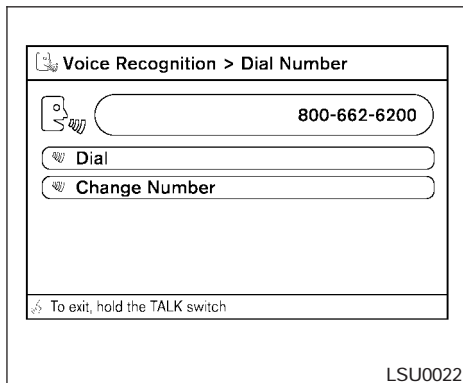 Voice Recognition > Dial Number
800-662-6200
Dial
Change Number
To exit, hold the TALK switch
LSU0022